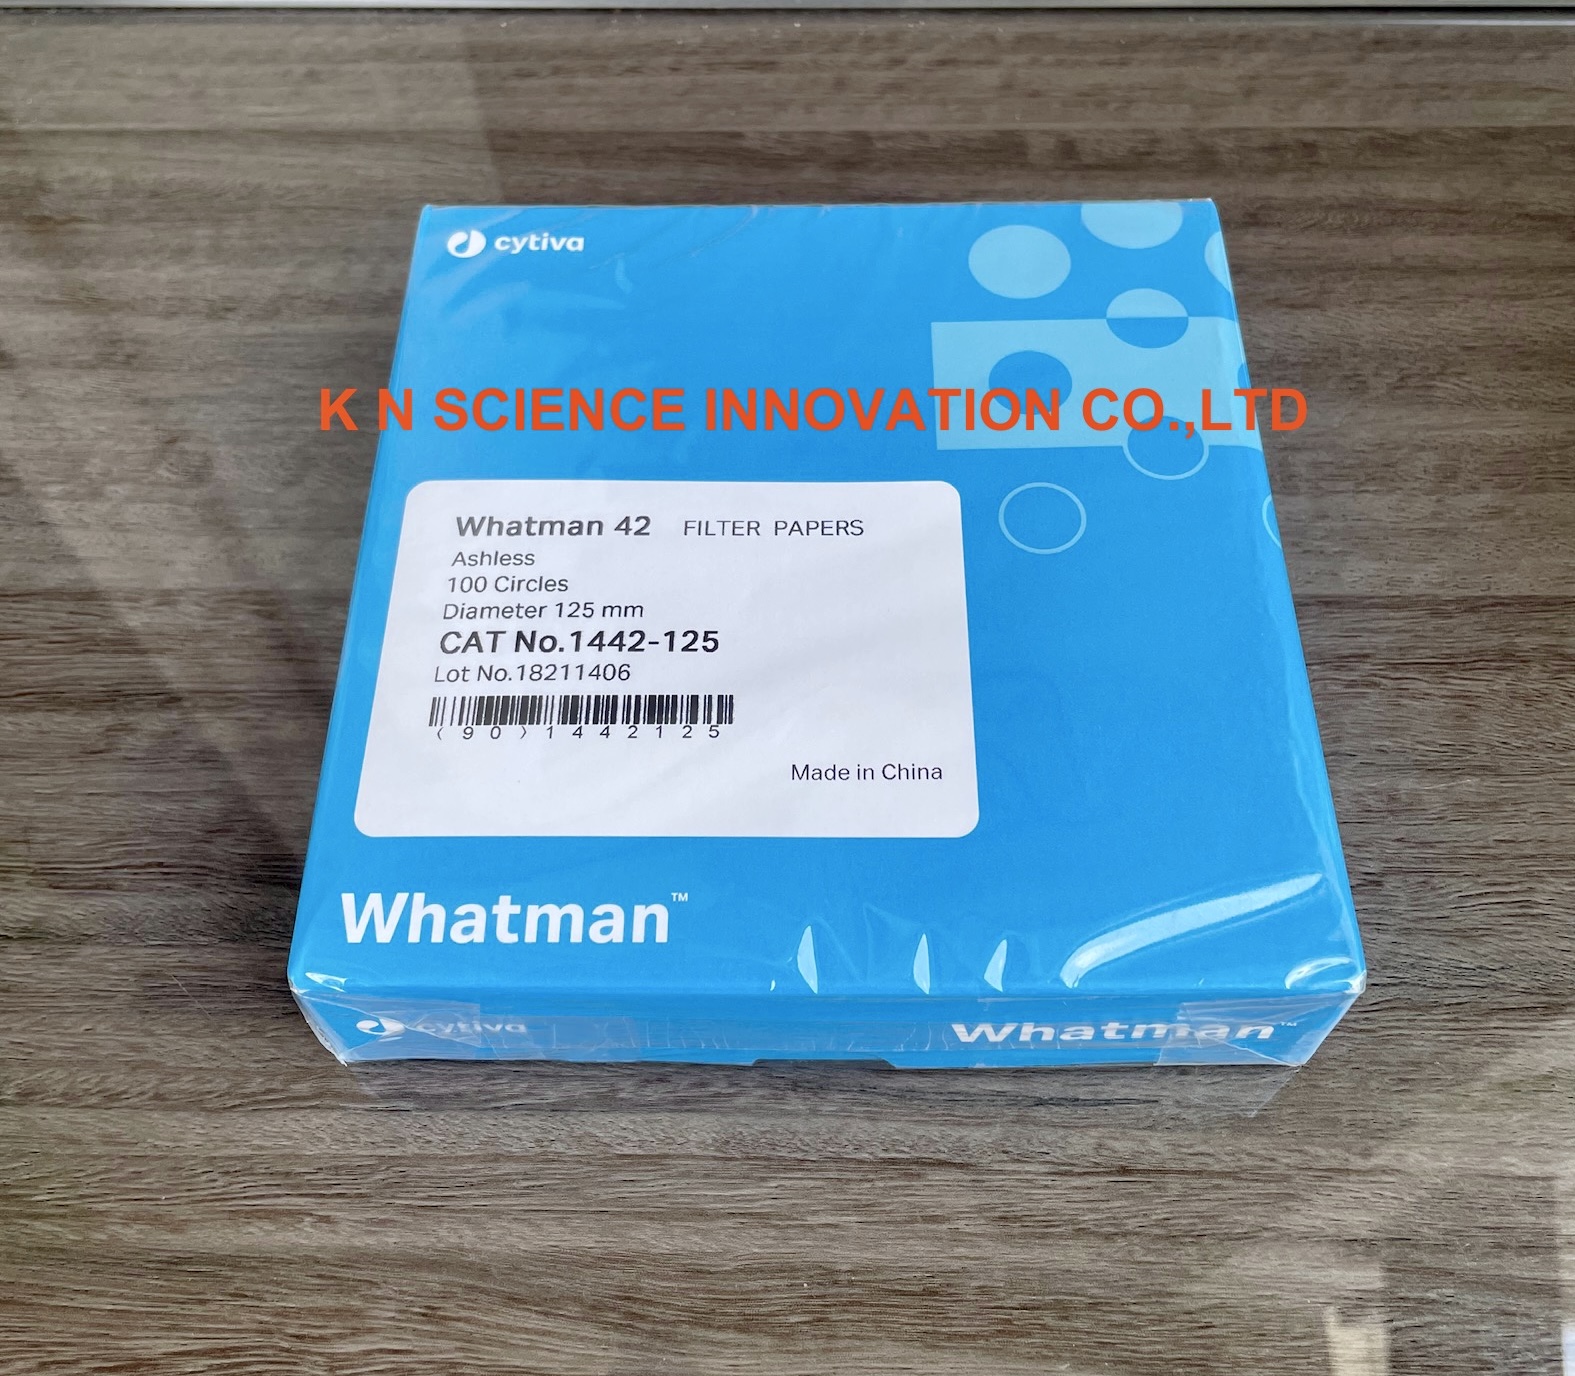 cytiva
K N SCIENCE INNOVATION CO.,LTD
Whatman 42 FILTER PAPERS
Ashless
100 Circles
Diameter 125 mm
CAT No.1442-125
Lot No.18211406
(90)1442125
Made in China
Whatman™
cytiva
Whatman™